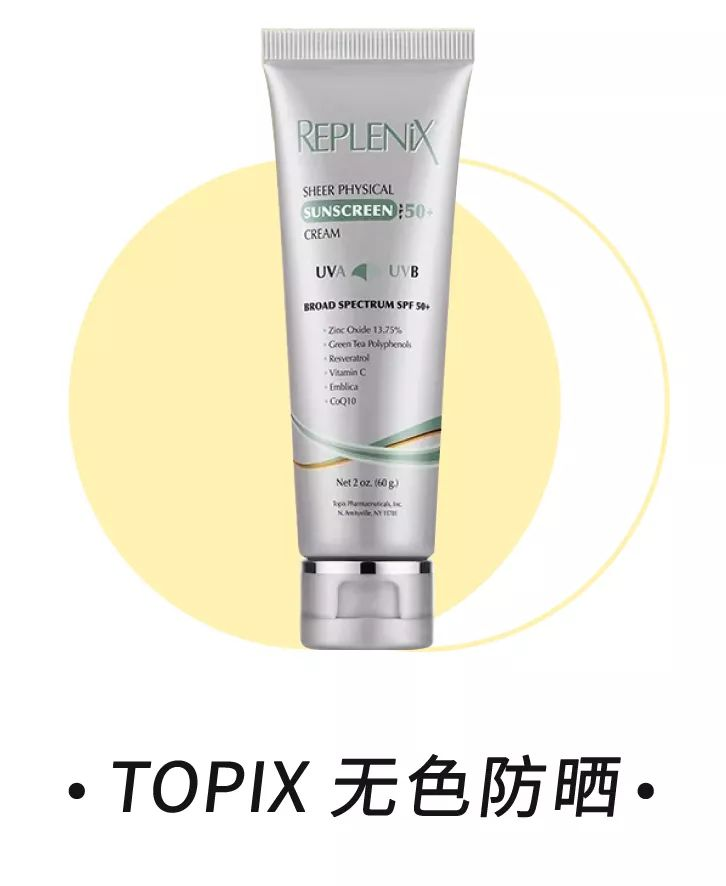 REPLENiX
SHEER PHYSICAL
SUNSCREEN SPF 50+
CREAM
UVA UVB
BROAD SPECTRUM SPF 50+
• Zinc Oxide 13.75%
• Green Tea Polyphenols
• Resveratrol
• Vitamin C
• Emblica
• CoQ10
Net 2 oz. (60 g.)
Topix Pharmaceuticals, Inc.
N. Amityville, NY 11701
• TOPIX 无色防晒 •